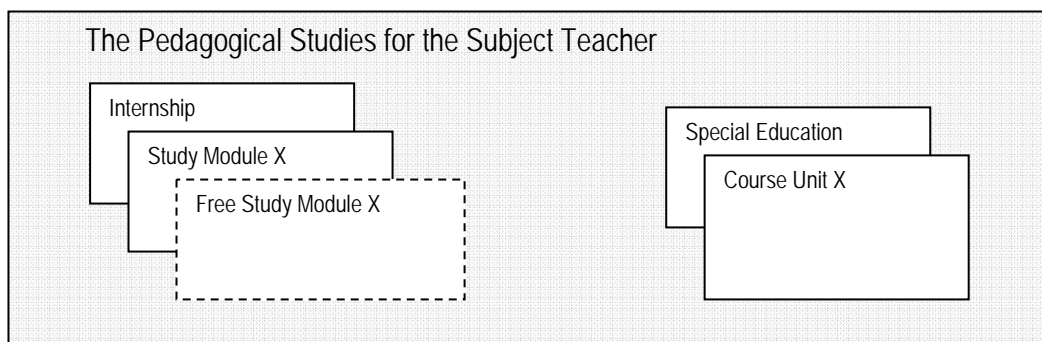 The Pedagogical Studies for the Subject Teacher
Internship
Study Module X
Free Study Module X
Special Education
Course Unit X